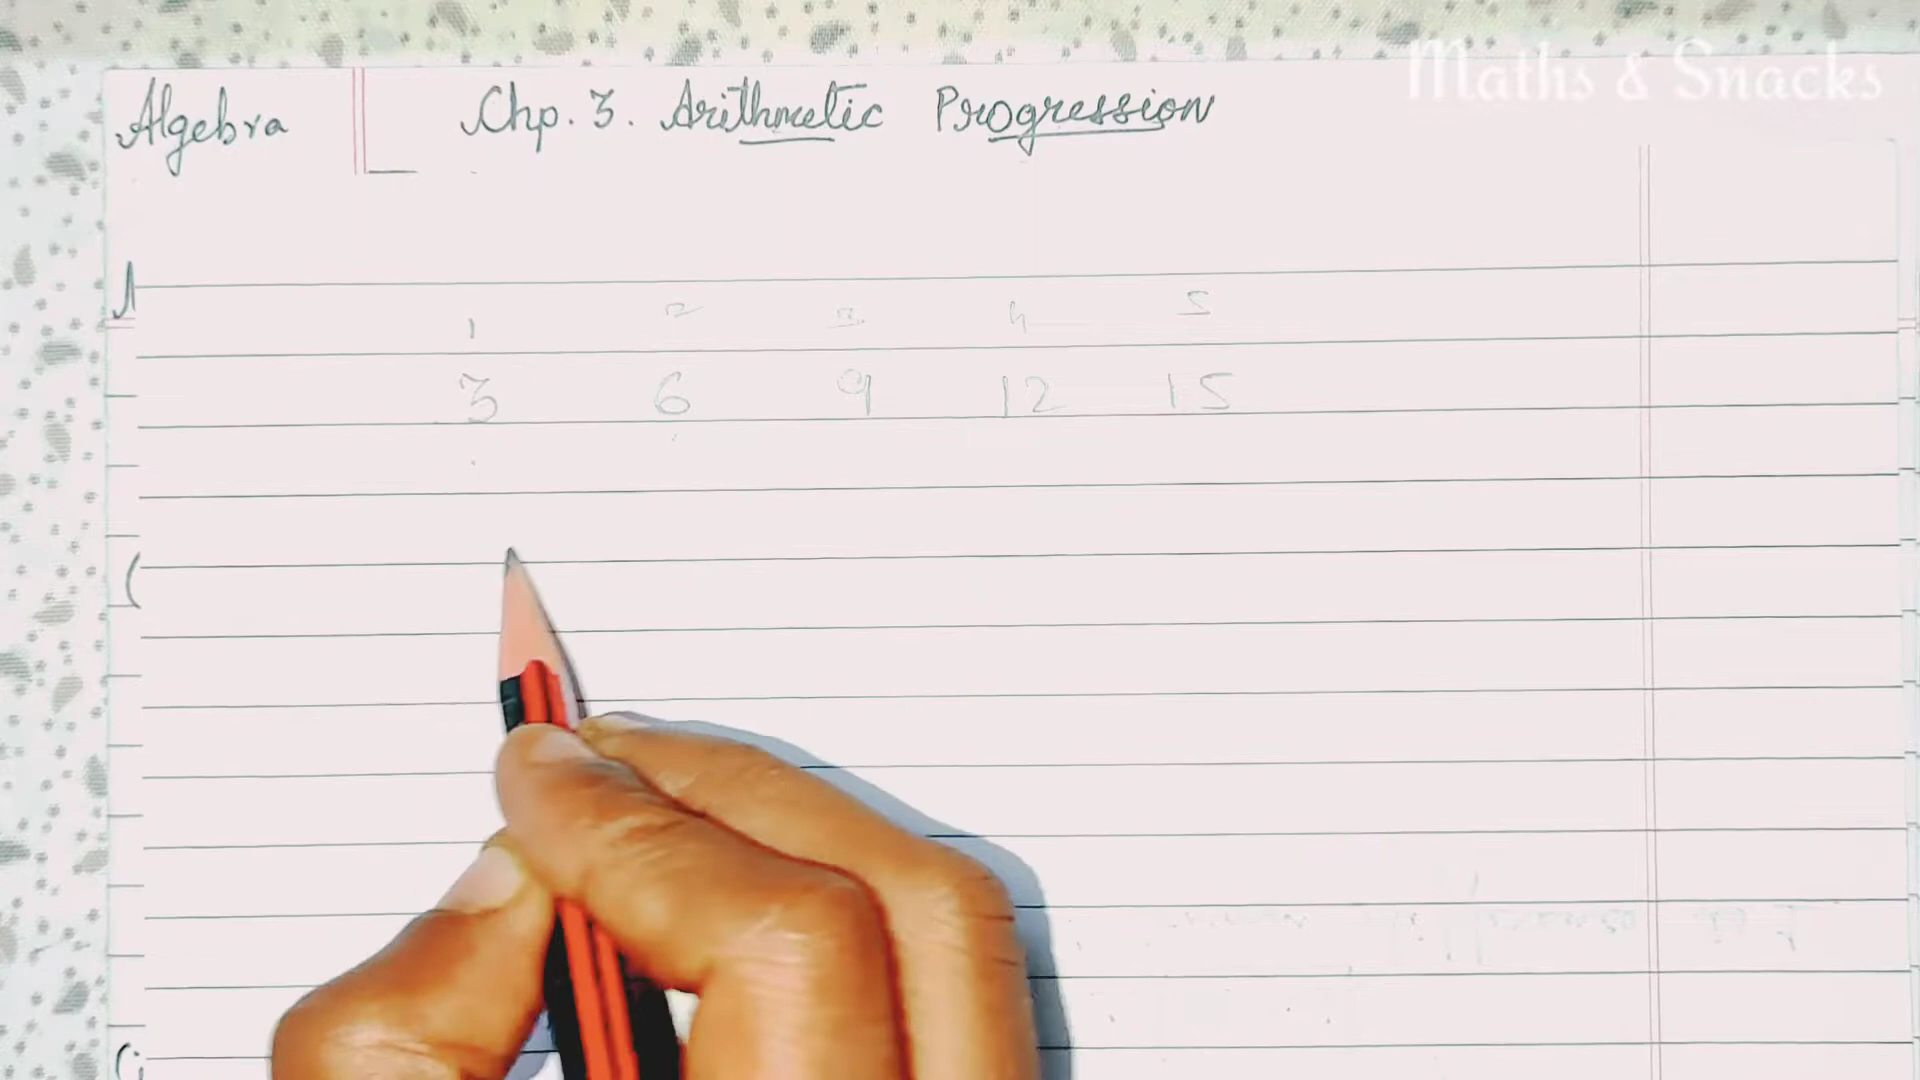 Maths & Snacks
Algebra Chp. 3. Arithmetic Progression
1 2 3 4 5
3 6 9 12 15
(